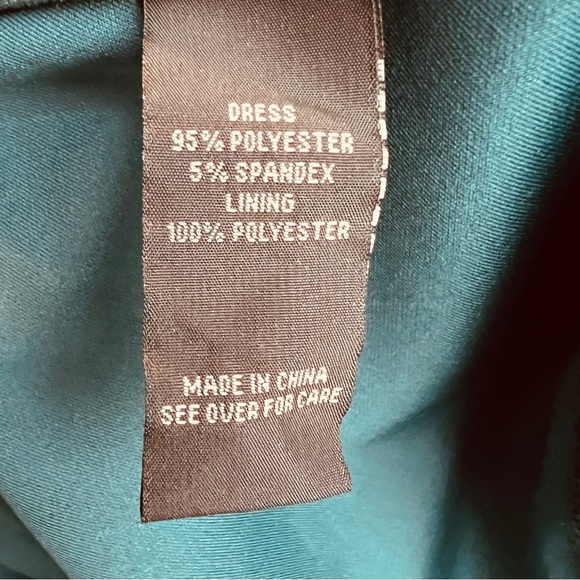 DRESS
95% POLYESTER
5% SPANDEX
LINING
100% POLYESTER
MADE IN CHINA
SEE OVER FOR CARE